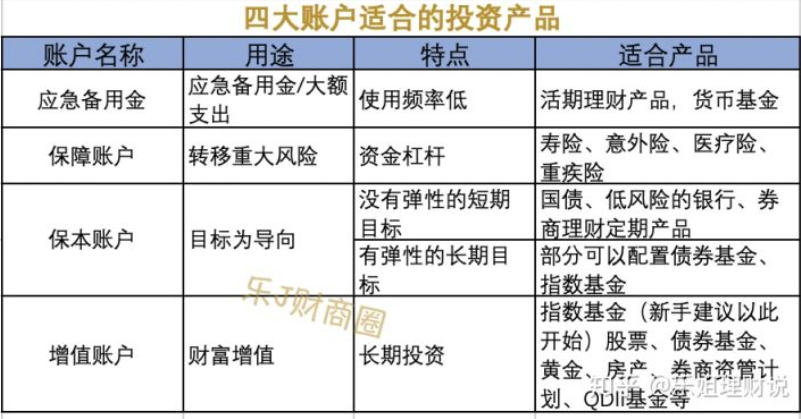 四大账户适合的投资产品
账户名称 用途 特点 适合产品
应急备用金 应急备用金/大额
支出 使用频率低 活期理财产品，货币基金
保障账户 转移重大风险 资金杠杆 寿险、意外险、医疗险、
重疾险
保本账户 目标为导向 没有弹性的短期
目标 国债、低风险的银行、券
商理财定期产品
有弹性的长期目
标 部分可以配置债券基金、
指数基金
增值账户 财富增值 长期投资 指数基金（新手建议以此
开始）股票、债券基金、
黄金、房产、券商资管计
划、QDII基金等
乐J财商圈
知乎 @乐姐理财说